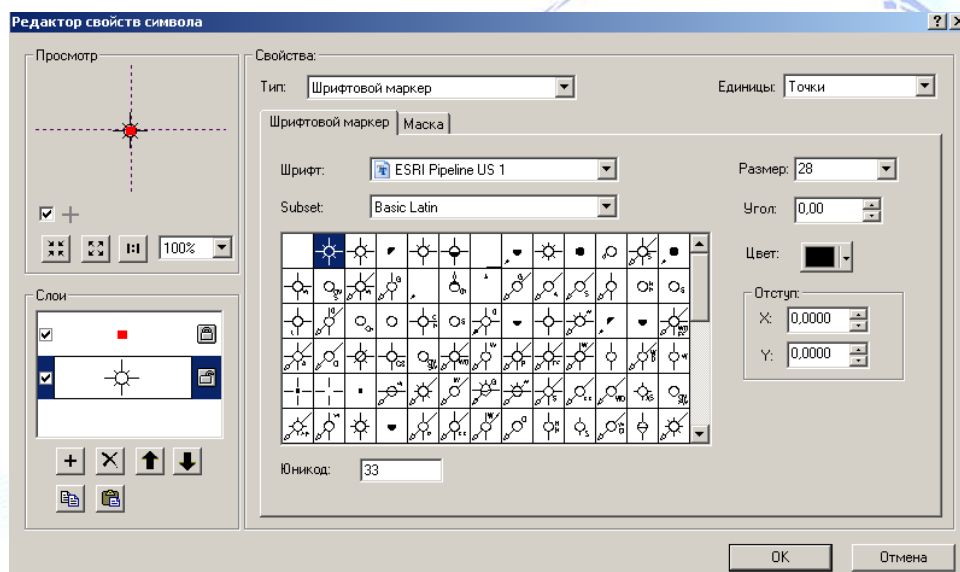 Редактор свойств символа
Просмотр
100%
Слои
Свойства:
Тип: Шрифтовой маркер
Единицы: Точки
Шрифтовой маркер Маска
Шрифт: ESRI Pipeline US 1
Размер: 28
Subset: Basic Latin
Угол: 0,00
Цвет:
Отступ:
X: 0,0000
Y: 0,0000
Юникод: 33
OK Отмена